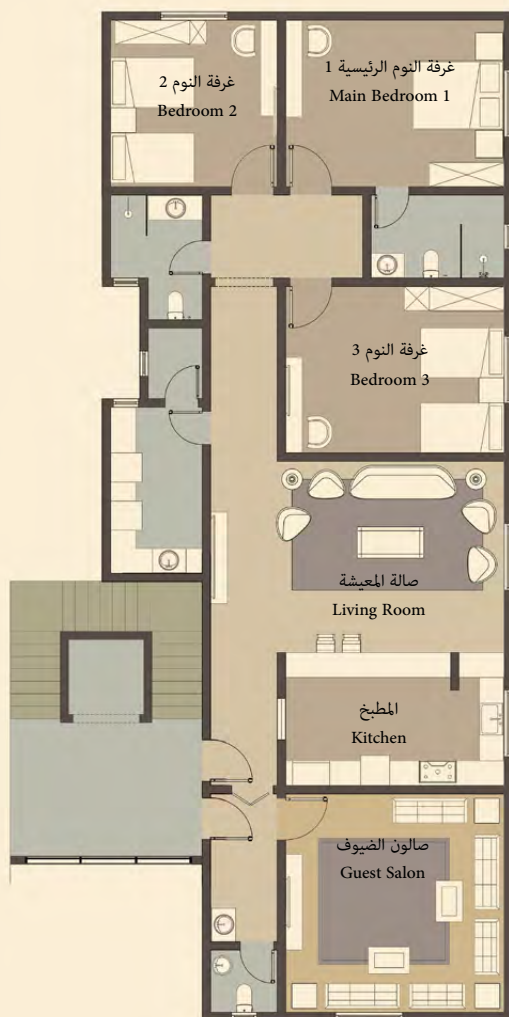 غرفة النوم 2
Bedroom 2
غرفة النوم الرئيسية 1
Main Bedroom 1
غرفة النوم 3
Bedroom 3
صالة المعيشة
Living Room
المطبخ
Kitchen
صالون الضيوف
Guest Salon